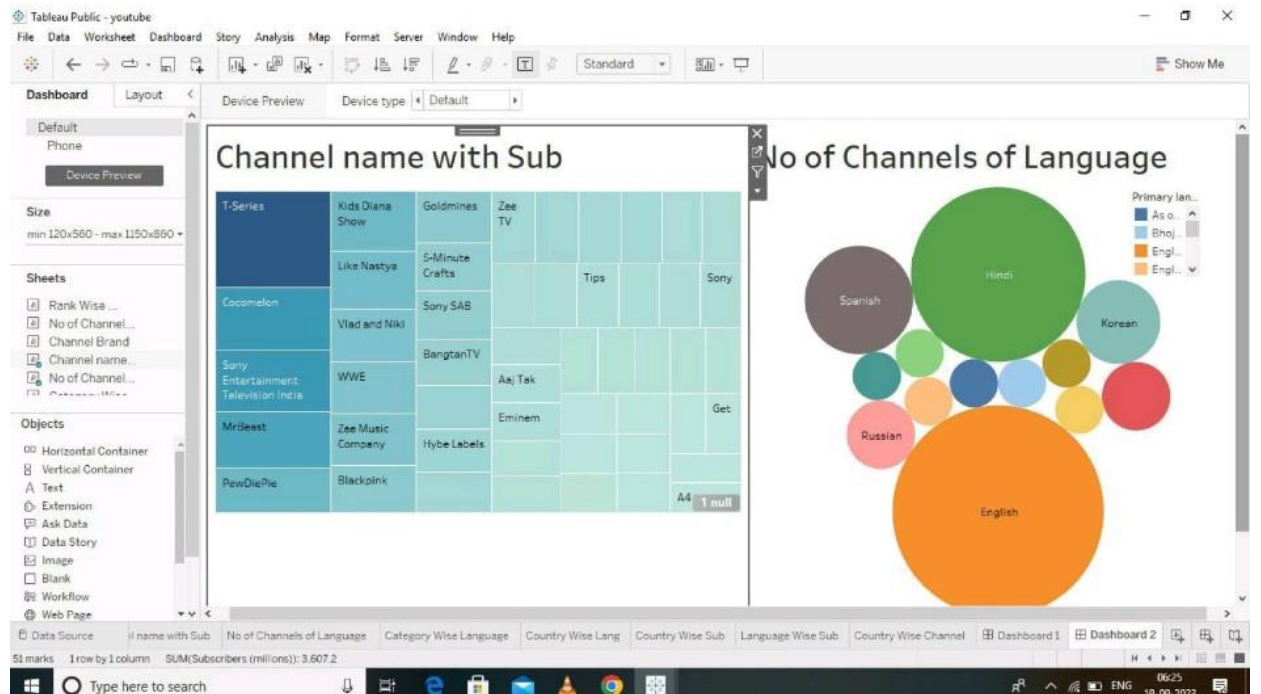 Tableau Public - youtube
File Data Worksheet Dashboard Story Analysis Map Format Server Window Help
Standard
Show Me
Dashboard Layout
Device Preview Device type Default
Default
Phone
Device Preview
Size
min 120x560 - max 1150x860
Sheets
Rank Wise ...
No of Channel...
Channel Brand
Channel name...
No of Channel...
Objects
Horizontal Container
Vertical Container
Text
Extension
Ask Data
Data Story
Image
Blank
Workflow
Web Page
Channel name with Sub
T-Series
Cocomelon
Sony
Entertainment
Television India
MrBeast
PewDiePie
Kids Diana
Show
Like Nastya
Vlad and Niki
WWE
Zee Music
Company
Blackpink
Goldmines
5-Minute
Crafts
Sony SAB
BangtanTV
Hybe Labels
Zee
TV
Tips
Sony
Aaj Tak
Eminem
Get
A4
1 null
No of Channels of Language
Primary lan...
As o..
Bhoj...
Engl...
Engl...
Hindi
Spanish
Korean
Russian
English
Data Source il name with Sub No of Channels of Language Category Wise Language Country Wise Lang Country Wise Sub Language Wise Sub Country Wise Channel Dashboard 1 Dashboard 2
51 marks 1 row by 1 column SUM(Subscribers (millions)): 3,607.2
Type here to search
ENG
06:25